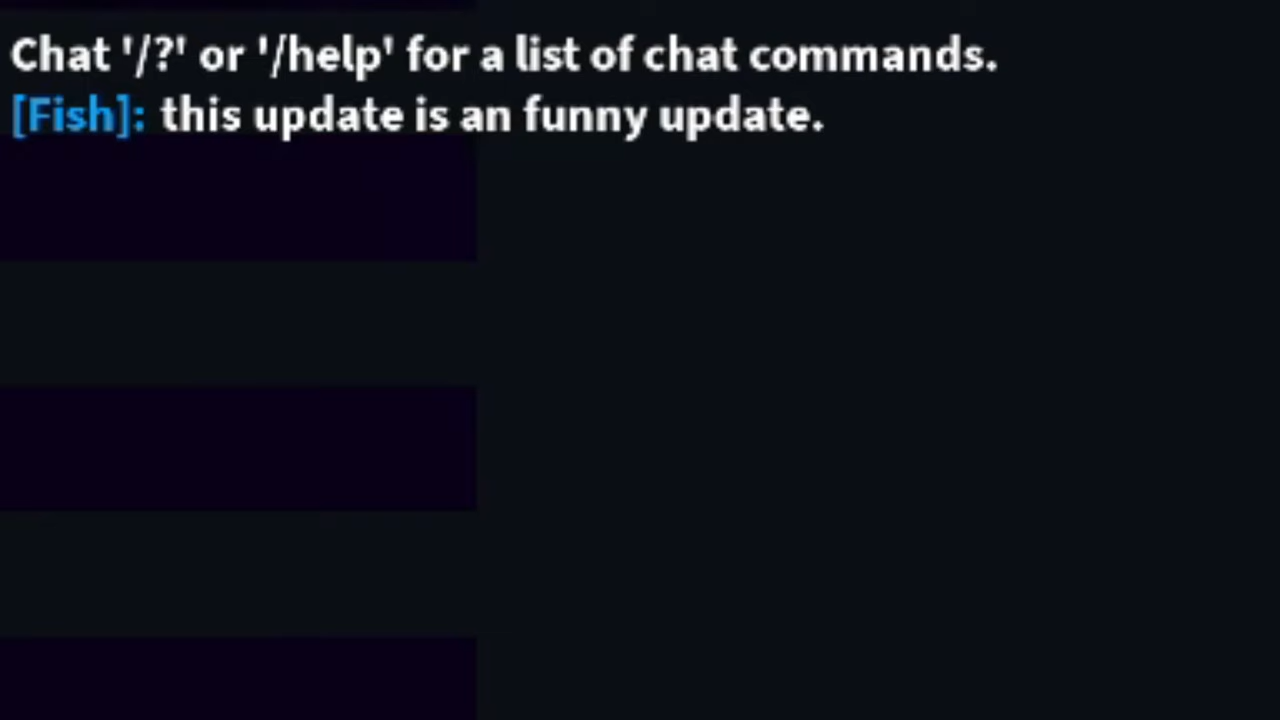 Chat '/?' or '/help' for a list of chat commands.
[Fish]: this update is an funny update.